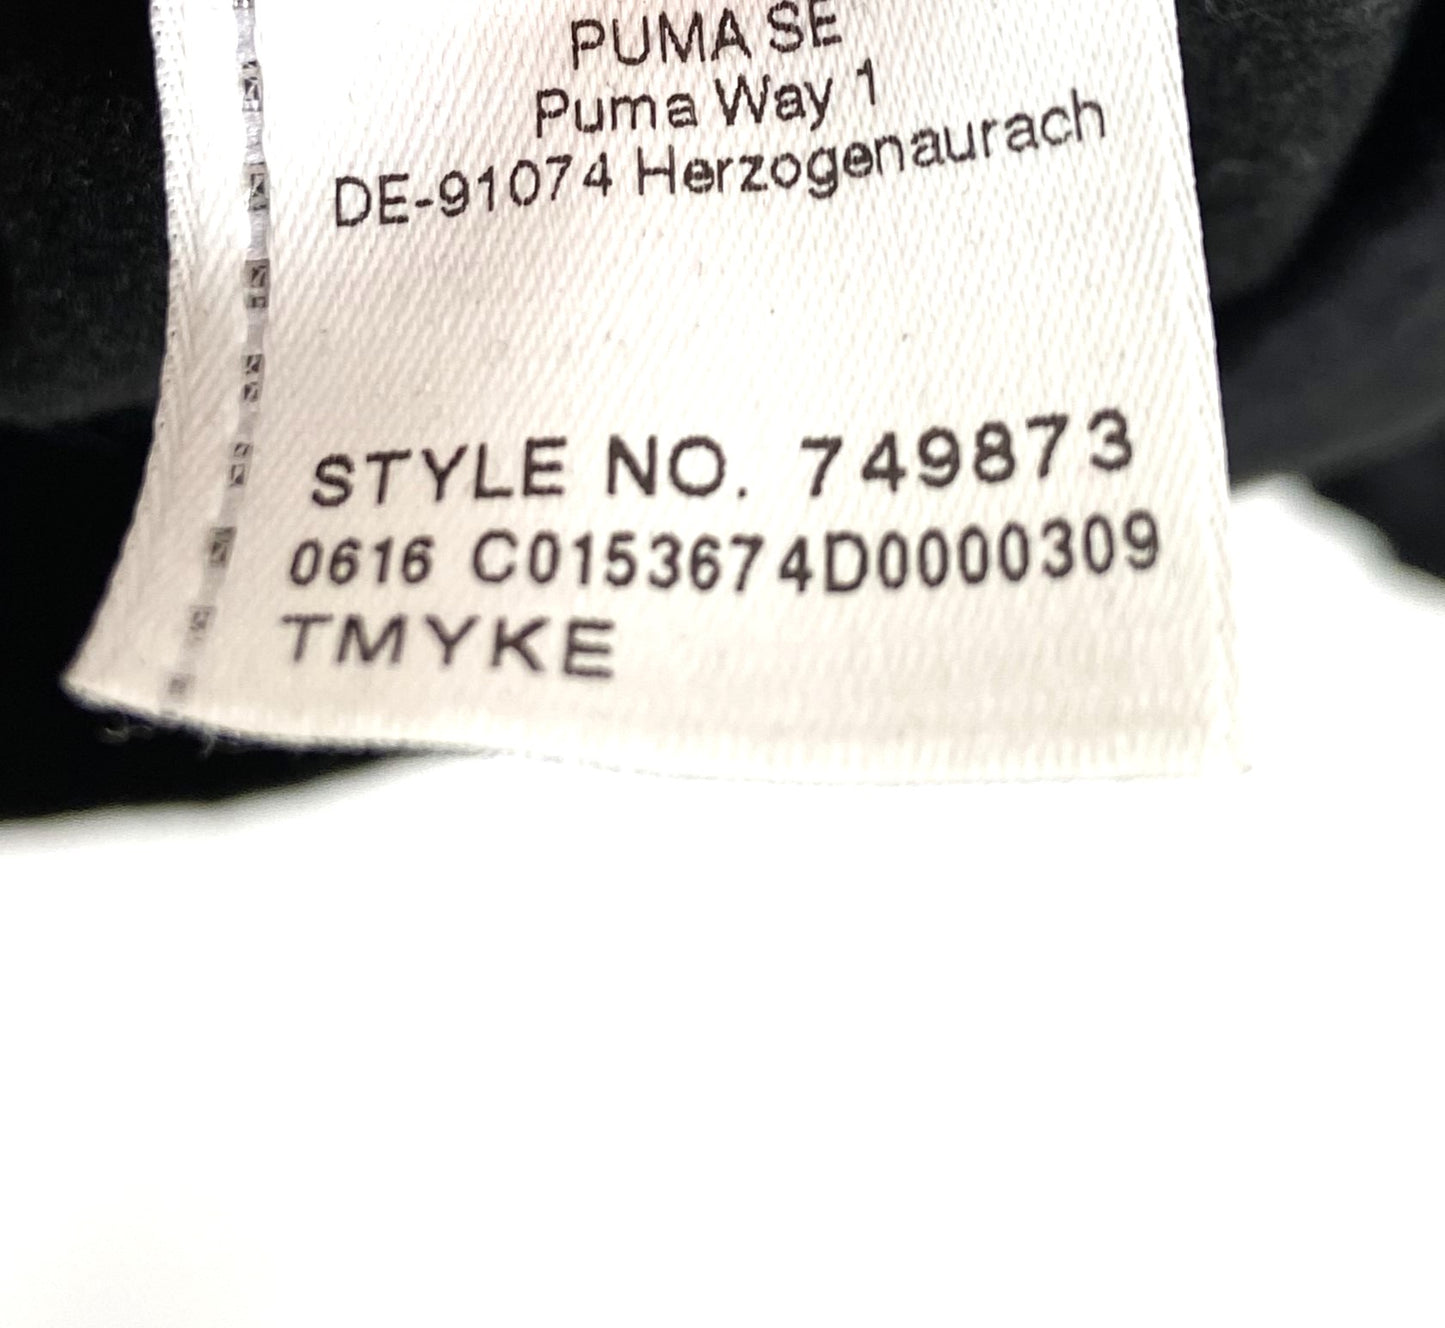 PUMA SE
Puma Way 1
DE-91074 Herzogenaurach
STYLE NO. 749873
0616 C0153674D0000309
TMYKE